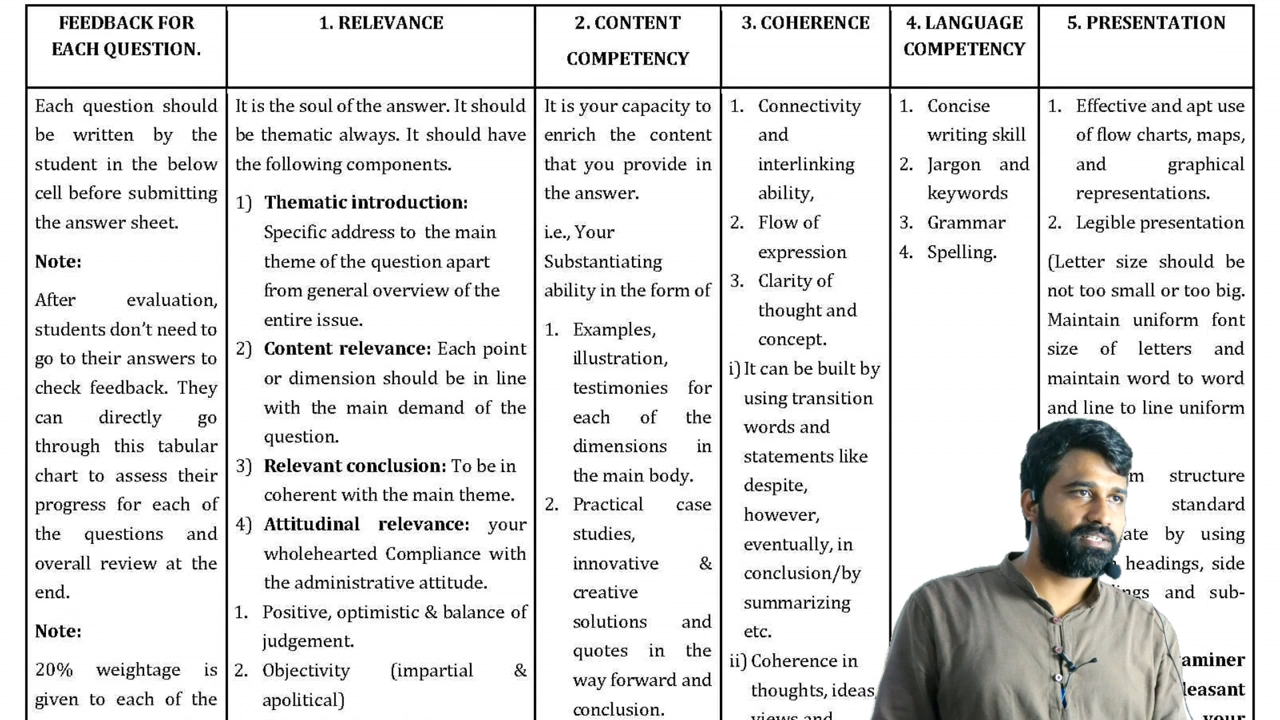 FEEDBACK FOR
EACH QUESTION.
1. RELEVANCE
2. CONTENT
COMPETENCY
3. COHERENCE
4. LANGUAGE
COMPETENCY
5. PRESENTATION
Each question should
be written by the
student in the below
cell before submitting
the answer sheet.
Note:
After evaluation,
students don’t need to
go to their answers to
check feedback. They
can directly go
through this tabular
chart to assess their
progress for each of
the questions and
overall review at the
end.
Note:
20% weightage is
given to each of the
It is the soul of the answer. It should
be thematic always. It should have
the following components.
1) Thematic introduction:
Specific address to the main
theme of the question apart
from general overview of the
entire issue.
2) Content relevance: Each point
or dimension should be in line
with the main demand of the
question.
3) Relevant conclusion: To be in
coherent with the main theme.
4) Attitudinal relevance: your
wholehearted Compliance with
the administrative attitude.
1. Positive, optimistic & balance of
judgement.
2. Objectivity (impartial &
apolitical)
It is your capacity to
enrich the content
that you provide in
the answer.
i.e., Your
Substantiating
ability in the form of
1. Examples,
illustration,
testimonies for
each of the
dimensions in
the main body.
2. Practical case
studies,
innovative &
creative
solutions and
quotes in the
way forward and
conclusion.
1. Connectivity
and
interlinking
ability,
2. Flow of
expression
3. Clarity of
thought and
concept.
i) It can be built by
using transition
words and
statements like
despite,
however,
eventually, in
conclusion/by
summarizing
etc.
ii) Coherence in
thoughts, ideas,
views and
1. Concise
writing skill
2. Jargon and
keywords
3. Grammar
4. Spelling.
1. Effective and apt use
of flow charts, maps,
and graphical
representations.
2. Legible presentation
(Letter size should be
not too small or too big.
Maintain uniform font
size of letters and
maintain word to word
and line to line uniform
structure
standard
by using
headings, side
and sub-
your